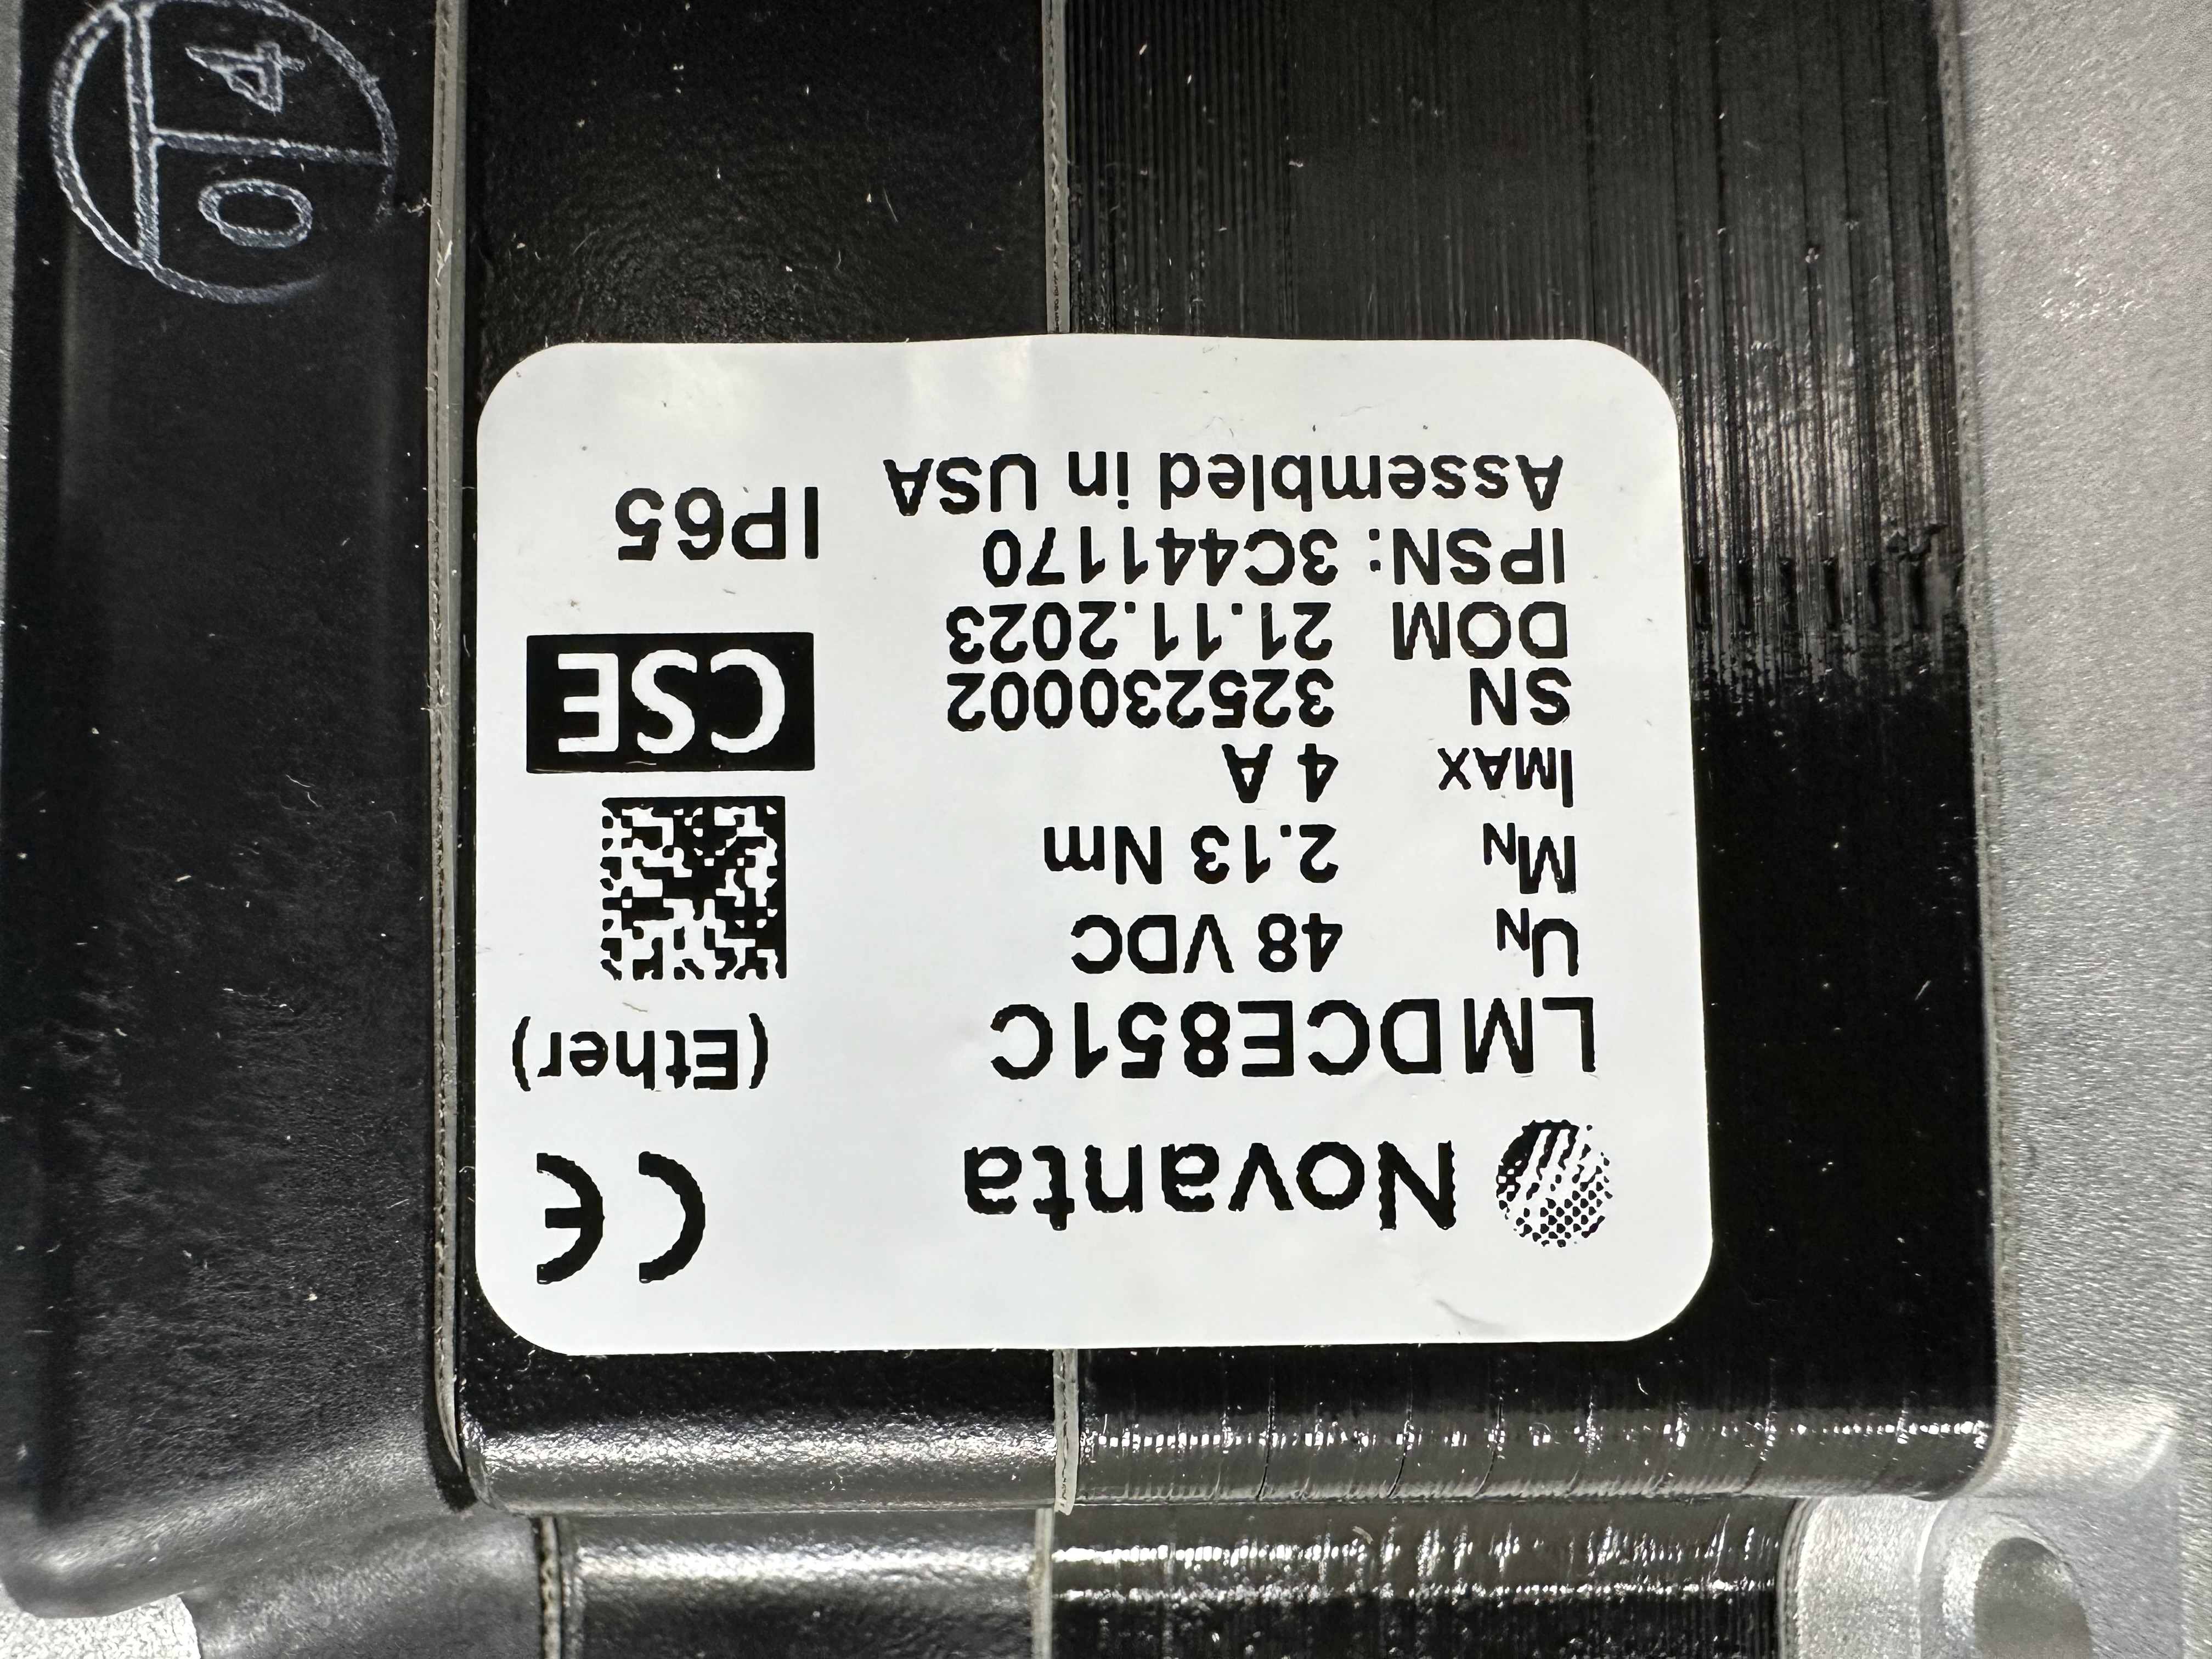 Novanta
CE
LMDCE851C (Ether)
UN 48 VDC
MN 2.13 Nm
IMAX 4 A
SN 325230002
CSE
DOM 21.11.2023
IPSN: 3C441170
IP65
Assembled in USA